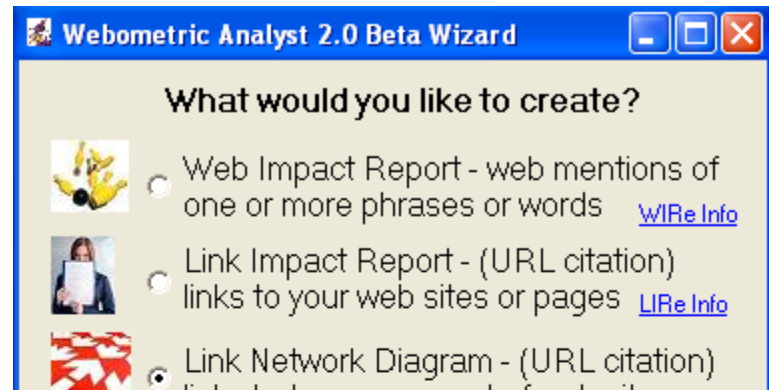 Webometric Analyst 2.0 Beta Wizard
What would you like to create?
Web Impact Report - web mentions of
one or more phrases or words WIRe Info
Link Impact Report - (URL citation)
links to your web sites or pages LIRe Info
Link Network Diagram - (URL citation)